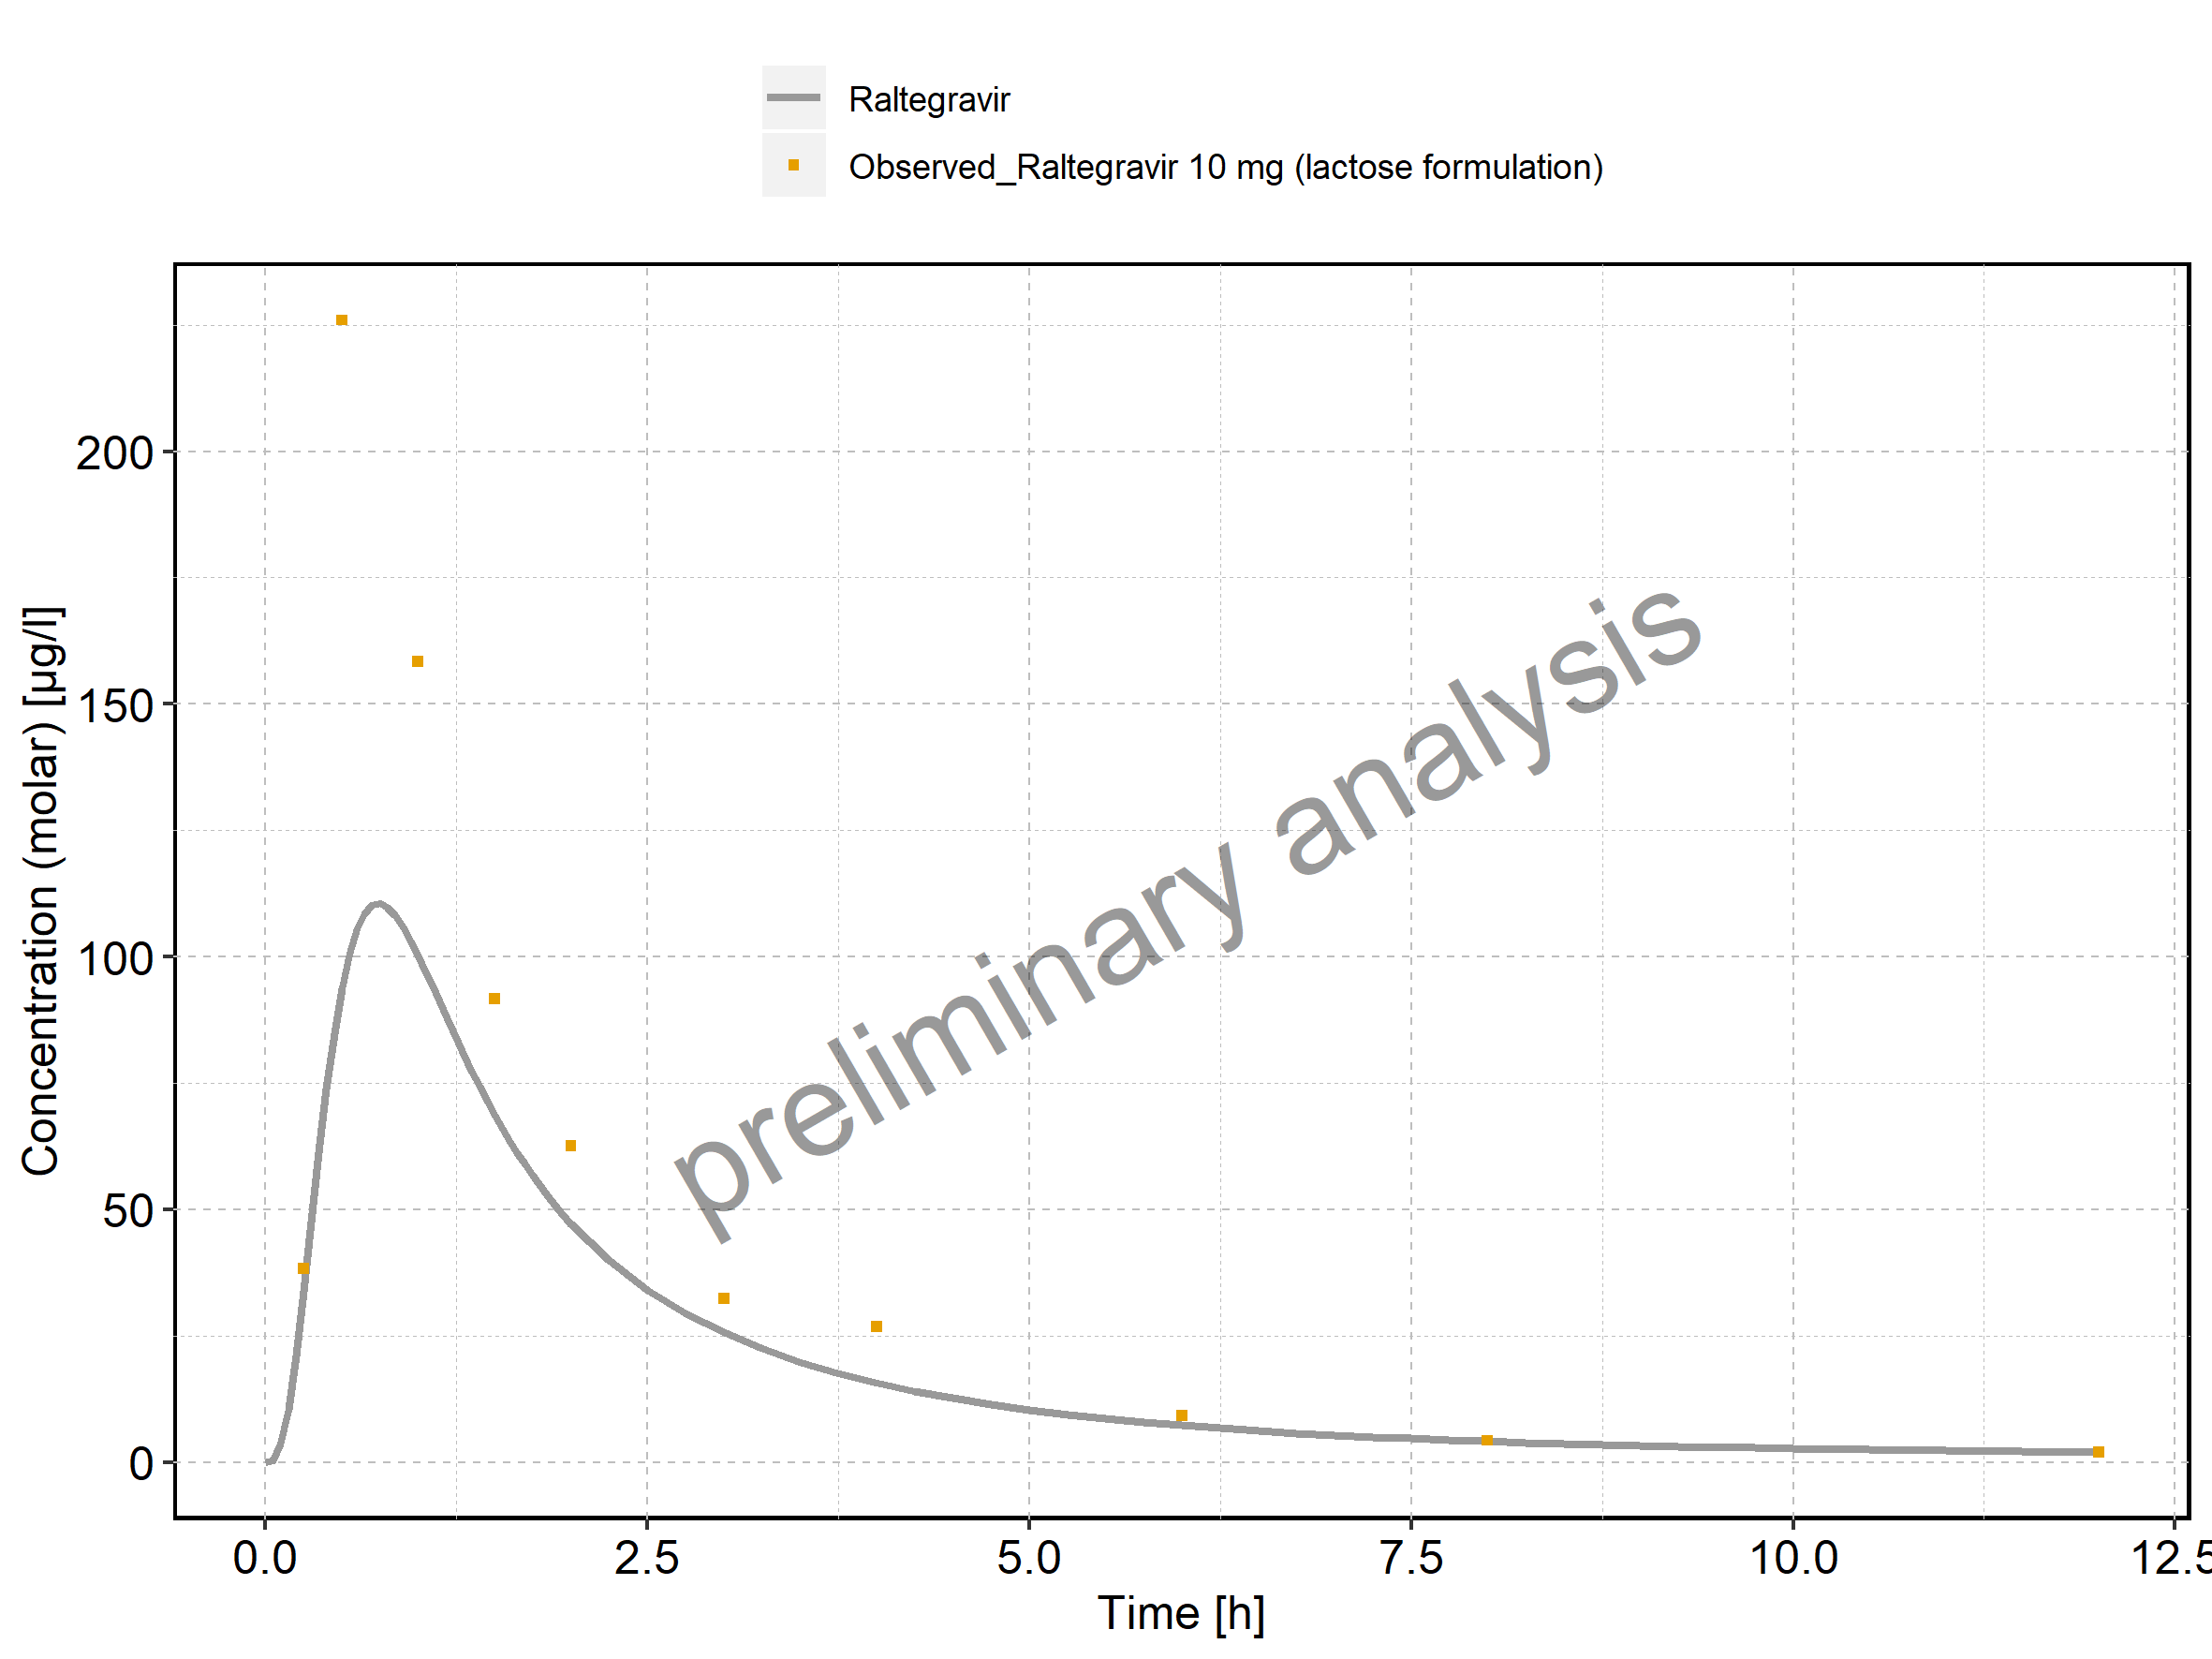 Raltegravir
Observed_Raltegravir 10 mg (lactose formulation)
Concentration (molar) [µg/l]
200
150
100
50
0
preliminary analysis
0.0 2.5 5.0 7.5 10.0 12.5
Time [h]